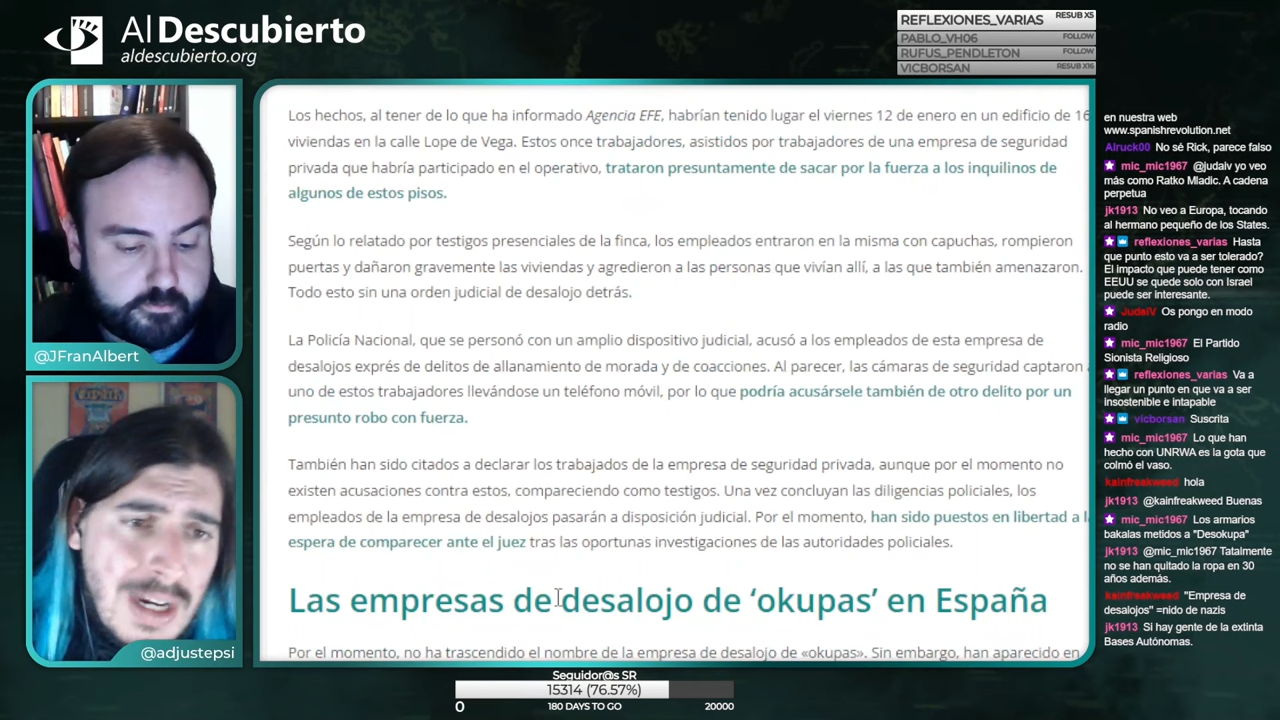 Al Descubierto
aldescubierto.org
REFLEXIONES_VARIAS RESUB X5
PABLO_VH06 FOLLOW
RUFUS_PENDLETON FOLLOW
VICBORSAN RESUB X16
@JFranAlbert
@adjustepsi
Los hechos, al tener de lo que ha informado Agencia EFE, habrían tenido lugar el viernes 12 de enero en un edificio de 16
viviendas en la calle Lope de Vega. Estos once trabajadores, asistidos por trabajadores de una empresa de seguridad
privada que habría participado en el operativo, trataron presuntamente de sacar por la fuerza a los inquilinos de
algunos de estos pisos.
Según lo relatado por testigos presenciales de la finca, los empleados entraron en la misma con capuchas, rompieron
puertas y dañaron gravemente las viviendas y agredieron a las personas que vivían allí, a las que también amenazaron.
Todo esto sin una orden judicial de desalojo detrás.
La Policía Nacional, que se personó con un amplio dispositivo judicial, acusó a los empleados de esta empresa de
desalojos exprés de delitos de allanamiento de morada y de coacciones. Al parecer, las cámaras de seguridad captaron a
uno de estos trabajadores llevándose un teléfono móvil, por lo que podría acusársele también de otro delito por un
presunto robo con fuerza.
También han sido citados a declarar los trabajados de la empresa de seguridad privada, aunque por el momento no
existen acusaciones contra estos, compareciendo como testigos. Una vez concluyan las diligencias policiales, los
empleados de la empresa de desalojos pasarán a disposición judicial. Por el momento, han sido puestos en libertad a la
espera de comparecer ante el juez tras las oportunas investigaciones de las autoridades policiales.
Las empresas de desalojo de ‘okupas’ en España
Por el momento, no ha trascendido el nombre de la empresa de desalojo de «okupas». Sin embargo, han aparecido en
en nuestra web
www.spanishrevolution.net
Alruck00 No sé Rick, parece falso
mic_mic1967 @judaiv yo veo
más como Ratko Mladic. A cadena
perpetua
jk1913 No veo a Europa, tocando
al hermano pequeño de los States.
reflexiones_varias Hasta
que punto esto va a ser tolerado?
El impacto que puede tener como
EEUU se quede solo con Israel
puede ser interesante.
JudaIV Os pongo en modo
radio
mic_mic1967 El Partido
Sionista Religioso
reflexiones_varias Va a
llegar un punto en que va a ser
insostenible e intapable
vicborsan Suscrita
mic_mic1967 Lo que han
hecho con UNRWA es la gota que
colmó el vaso.
kainfreakweed hola
jk1913 @kainfreakweed Buenas
mic_mic1967 Los armarios
bakalas metidos a "Desokupa"
jk1913 @mic_mic1967 Tatalmente
no se han quitado la ropa en 30
años además.
kainfreakweed "Empresa de
desalojos" =nido de nazis
jk1913 Si hay gente de la extinta
Bases Autónomas.
Seguidor@s SR
15314 (76.57%)
0 180 DAYS TO GO 20000